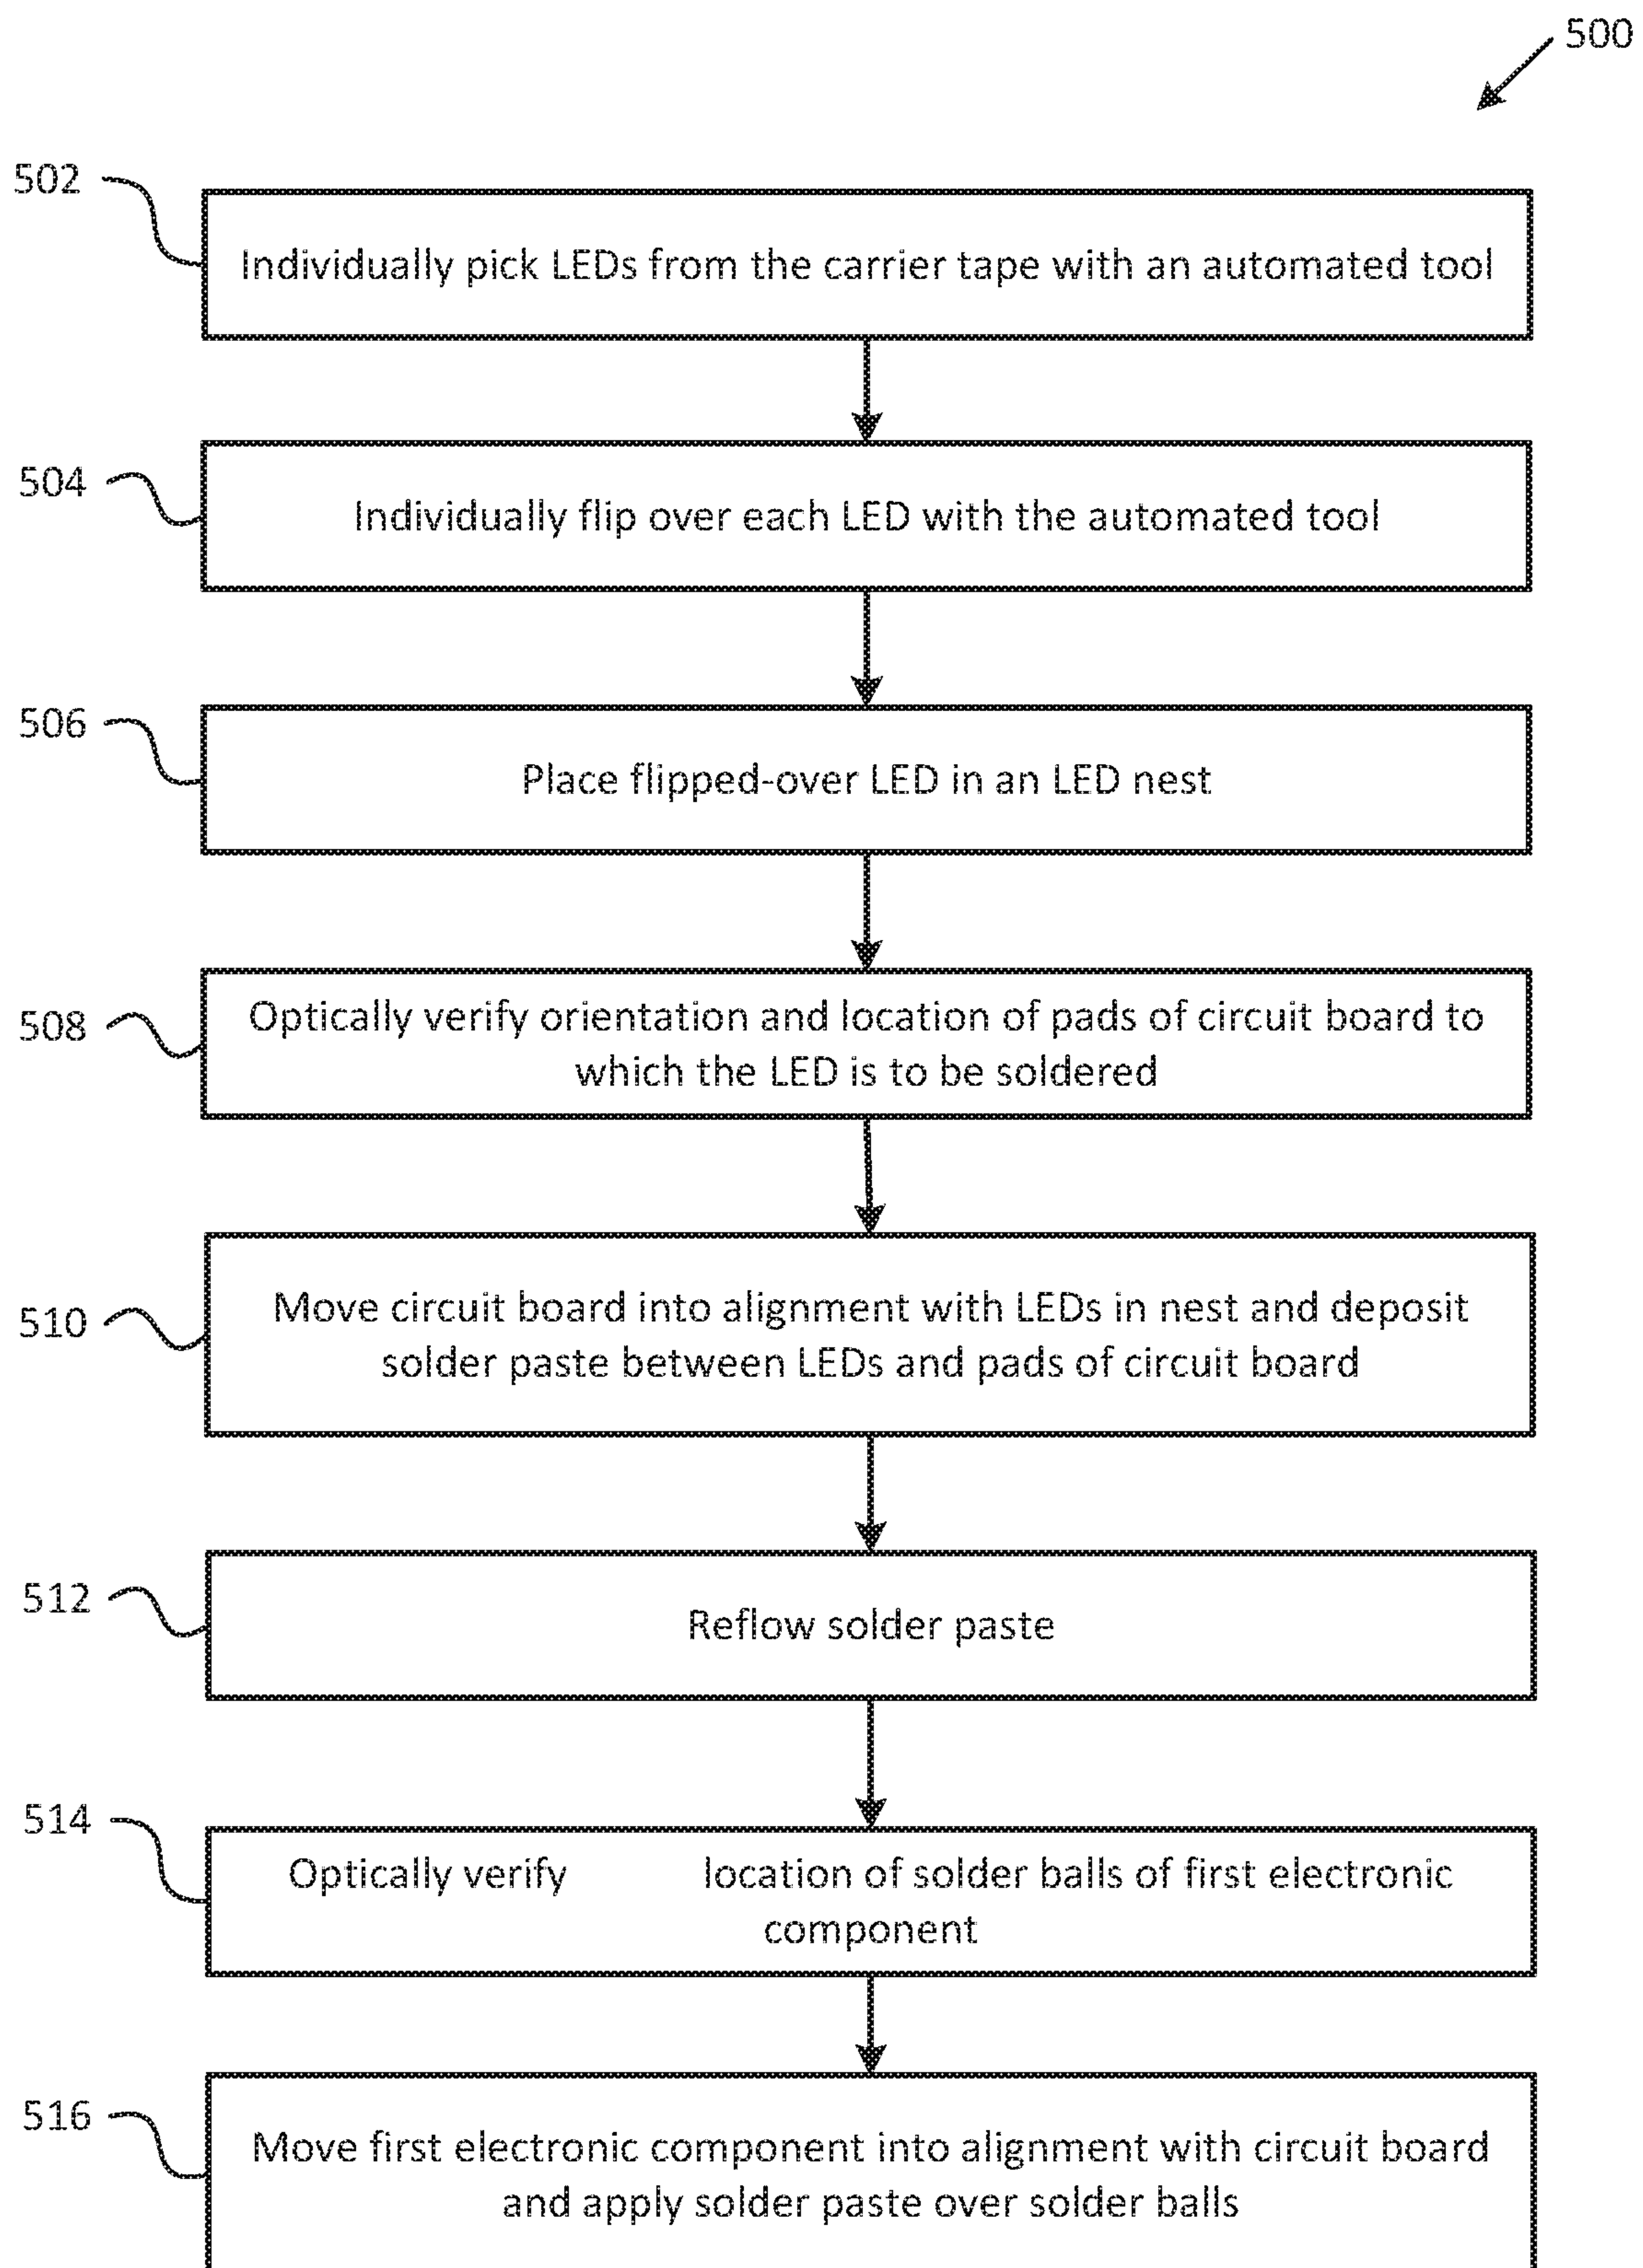 500
502
Individually pick LEDs from the carrier tape with an automated tool
504
Individually flip over each LED with the automated tool
506
Place flipped-over LED in an LED nest
508
Optically verify orientation and location of pads of circuit board to
which the LED is to be soldered
510
Move circuit board into alignment with LEDs in nest and deposit
solder paste between LEDs and pads of circuit board
512
Reflow solder paste
514
Optically verify location of solder balls of first electronic
component
516
Move first electronic component into alignment with circuit board
and apply solder paste over solder balls